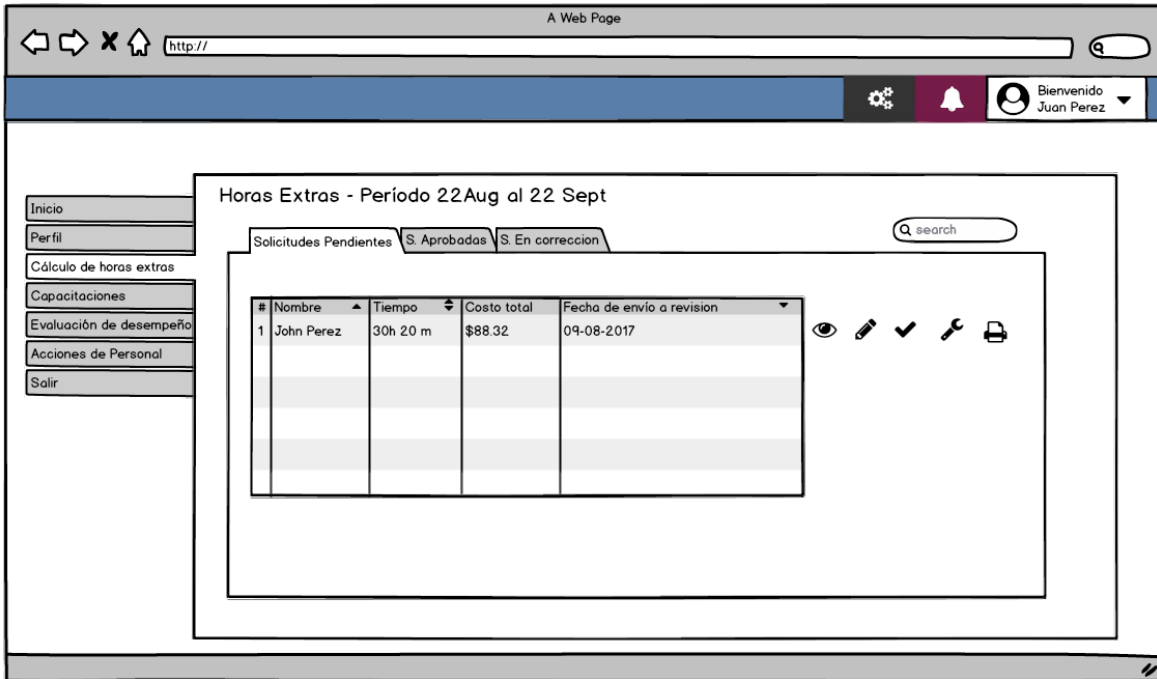 A Web Page
http://
Bienvenido
Juan Perez
Inicio
Perfil
Cálculo de horas extras
Capacitaciones
Evaluación de desempeño
Acciones de Personal
Salir
Horas Extras - Período 22Aug al 22 Sept
search
Solicitudes Pendientes S. Aprobadas S. En correccion
# Nombre Tiempo Costo total Fecha de envío a revision
1 John Perez 30h 20 m $88.32 09-08-2017